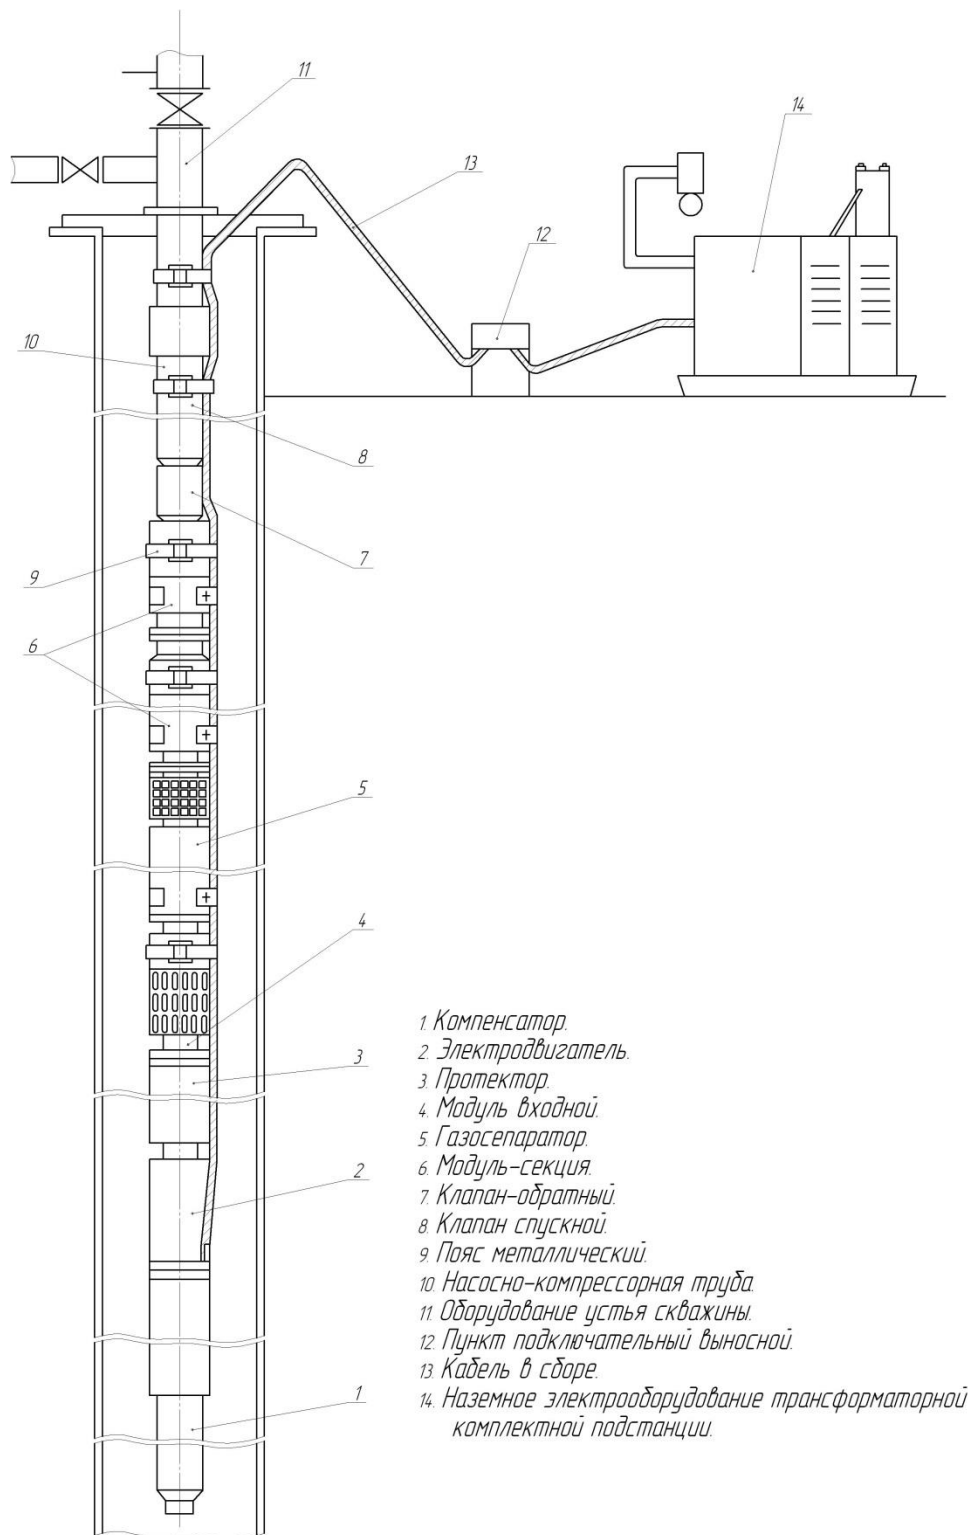 11
14
13
12
10
8
7
9
6
5
4
3
2
1
1. Компенсатор.
2. Электродвигатель.
3. Протектор.
4. Модуль входной.
5. Газосепаратор.
6. Модуль-секция.
7. Клапан-обратный.
8. Клапан спускной.
9. Пояс металлический.
10. Насосно-компрессорная труба.
11. Оборудование устья скважины.
12. Пункт подключательный выносной.
13. Кабель в сборе.
14. Наземное электрооборудование трансформаторной
комплектной подстанции.